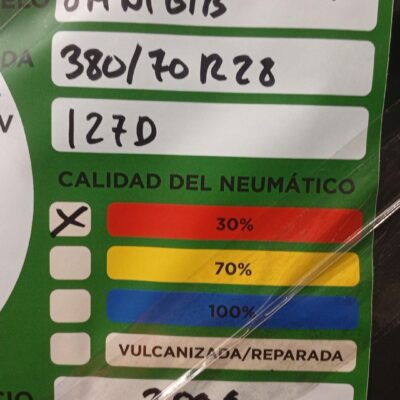 380/70 R28
127D
CALIDAD DEL NEUMÁTICO
X 30%
70%
100%
VULCANIZADA/REPARADA